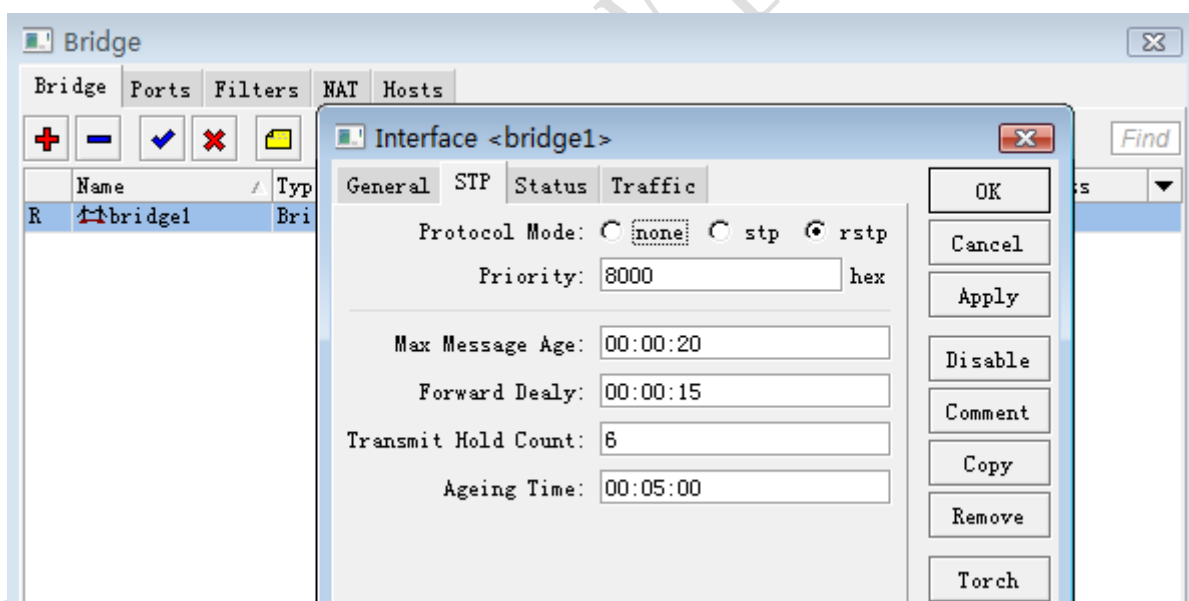 Bridge
Bridge Ports Filters NAT Hosts
Find
Name Typ s
R bridge1 Bri
Interface <bridge1>
General STP Status Traffic
Protocol Mode: none stp rstp
Priority: 8000 hex
Max Message Age: 00:00:20
Forward Dealy: 00:00:15
Transmit Hold Count: 6
Ageing Time: 00:05:00
OK
Cancel
Apply
Disable
Comment
Copy
Remove
Torch